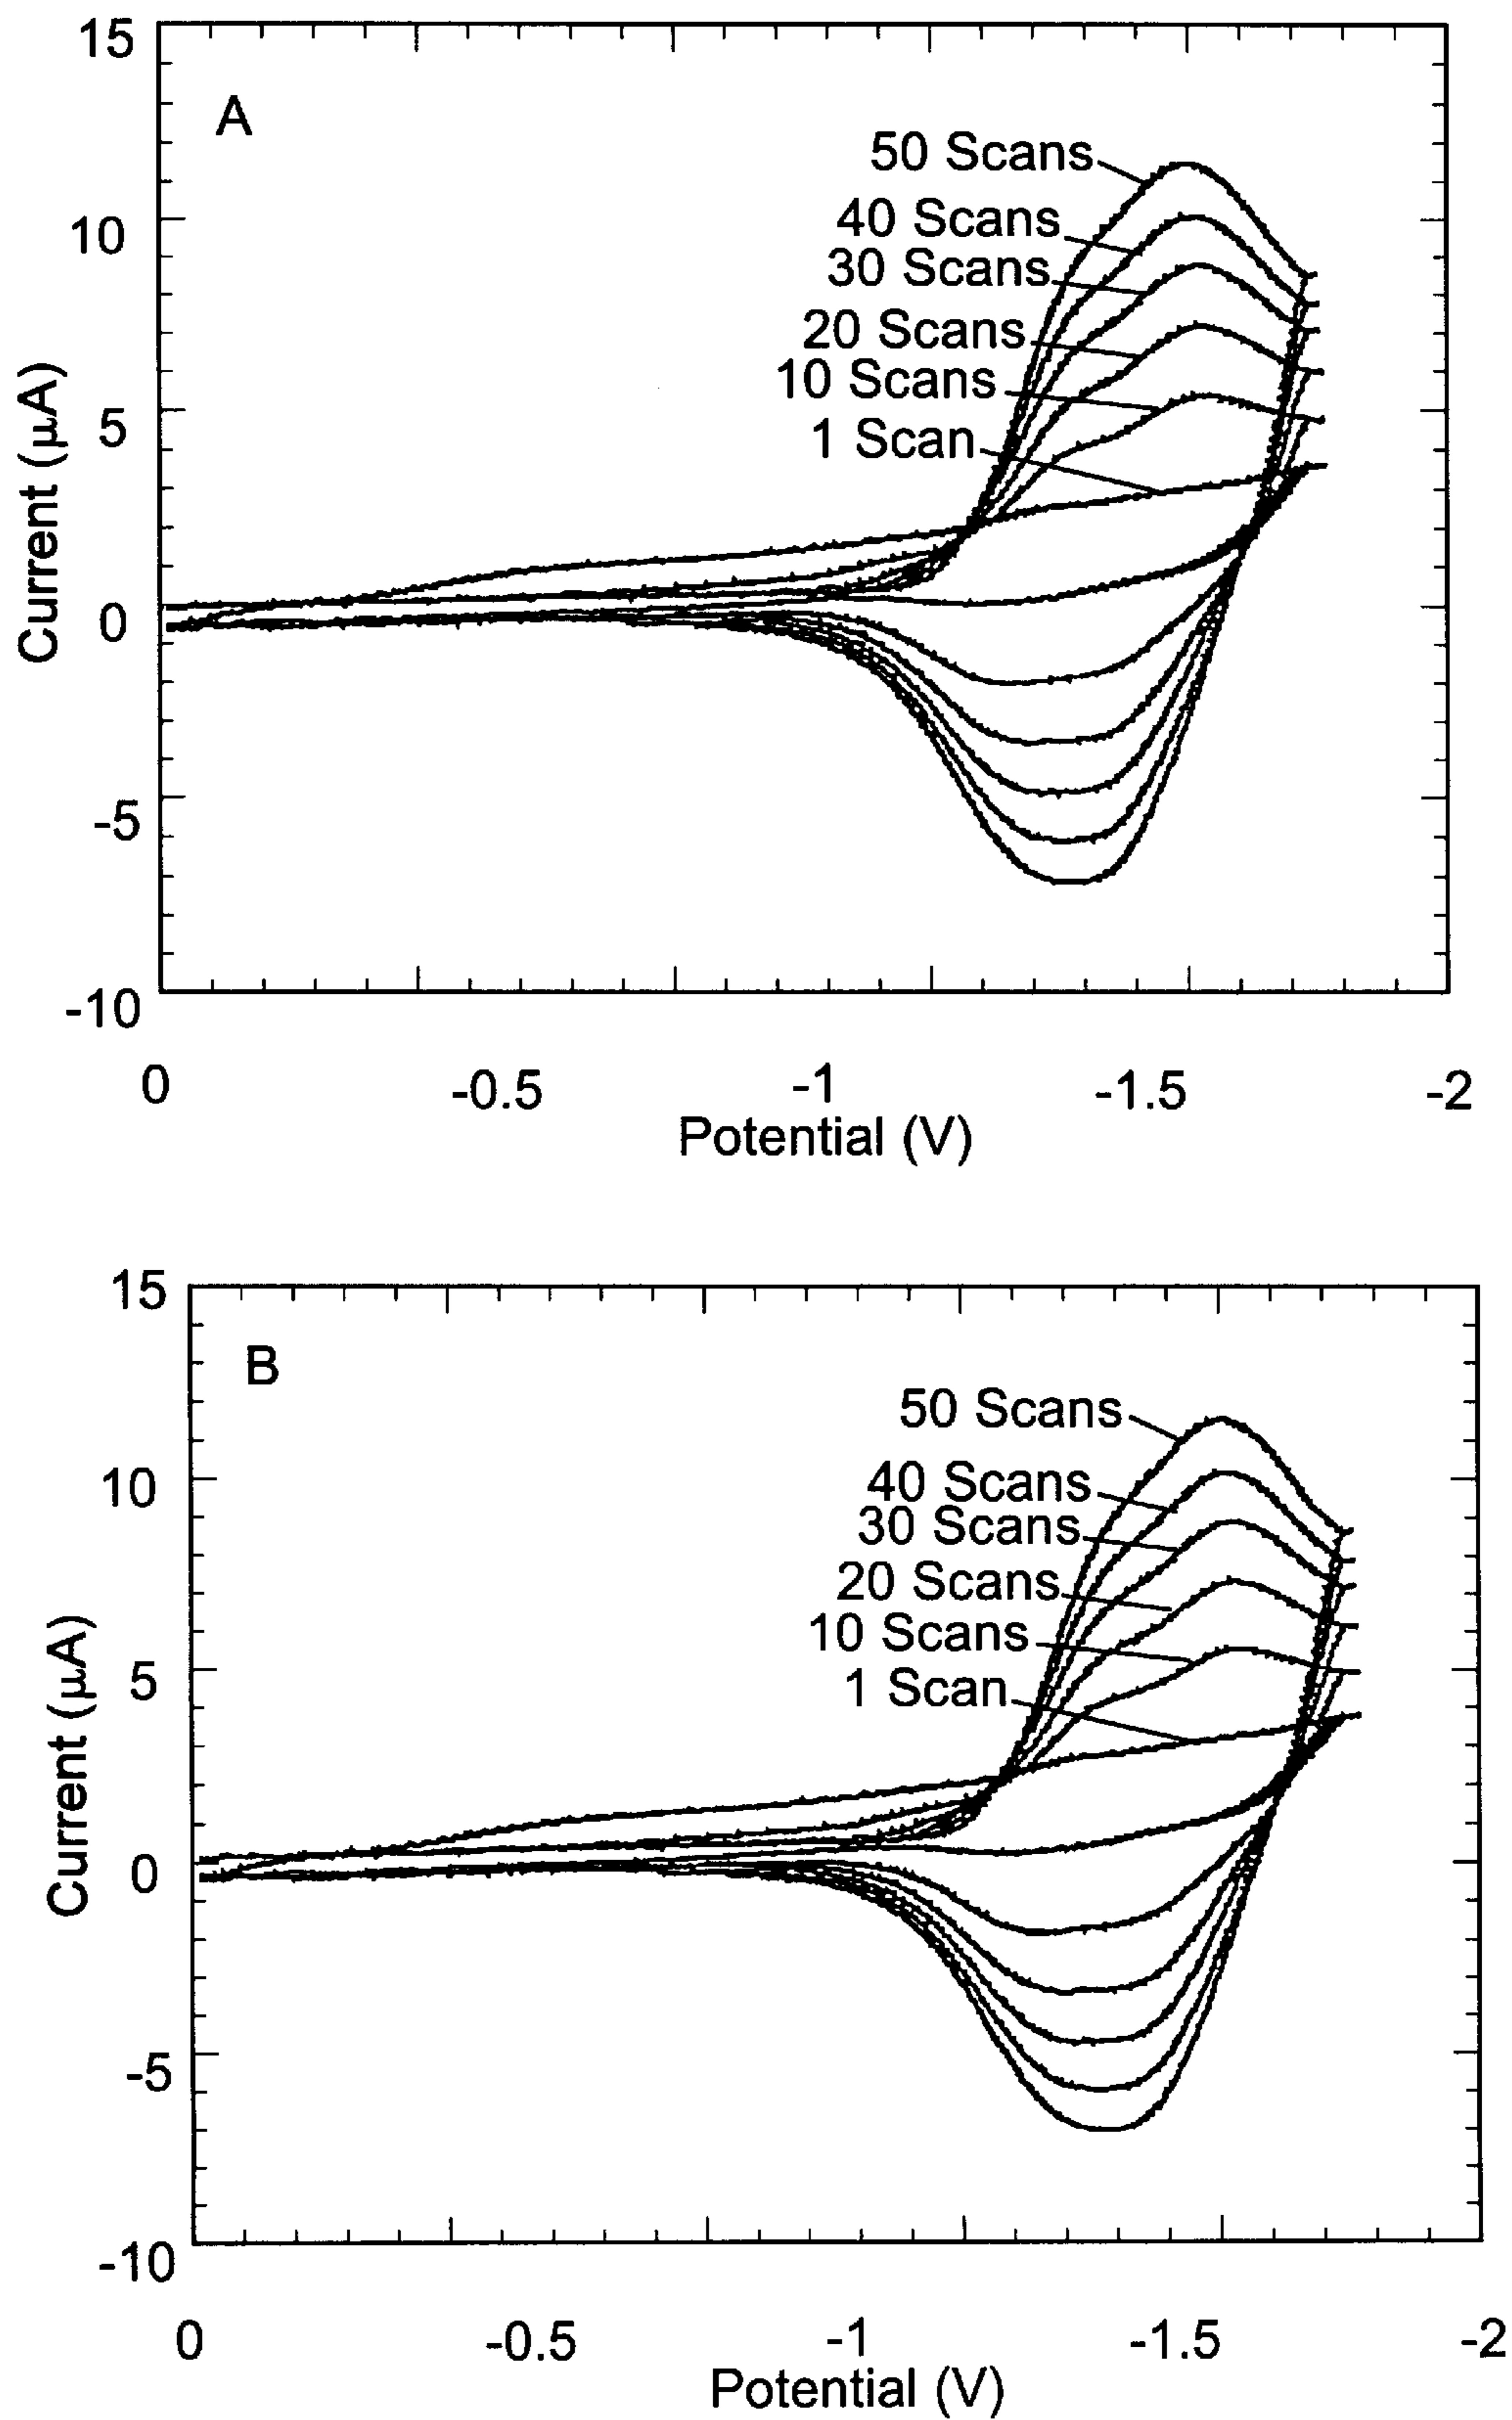 15
A
50 Scans
40 Scans
30 Scans
20 Scans
10 Scans
1 Scan
10
5
0
-5
-10
Current (μA)
0
-0.5
-1
-1.5
-2
Potential (V)
15
B
50 Scans
40 Scans
30 Scans
20 Scans
10 Scans
1 Scan
10
5
0
-5
-10
Current (μA)
0
-0.5
-1
-1.5
-2
Potential (V)